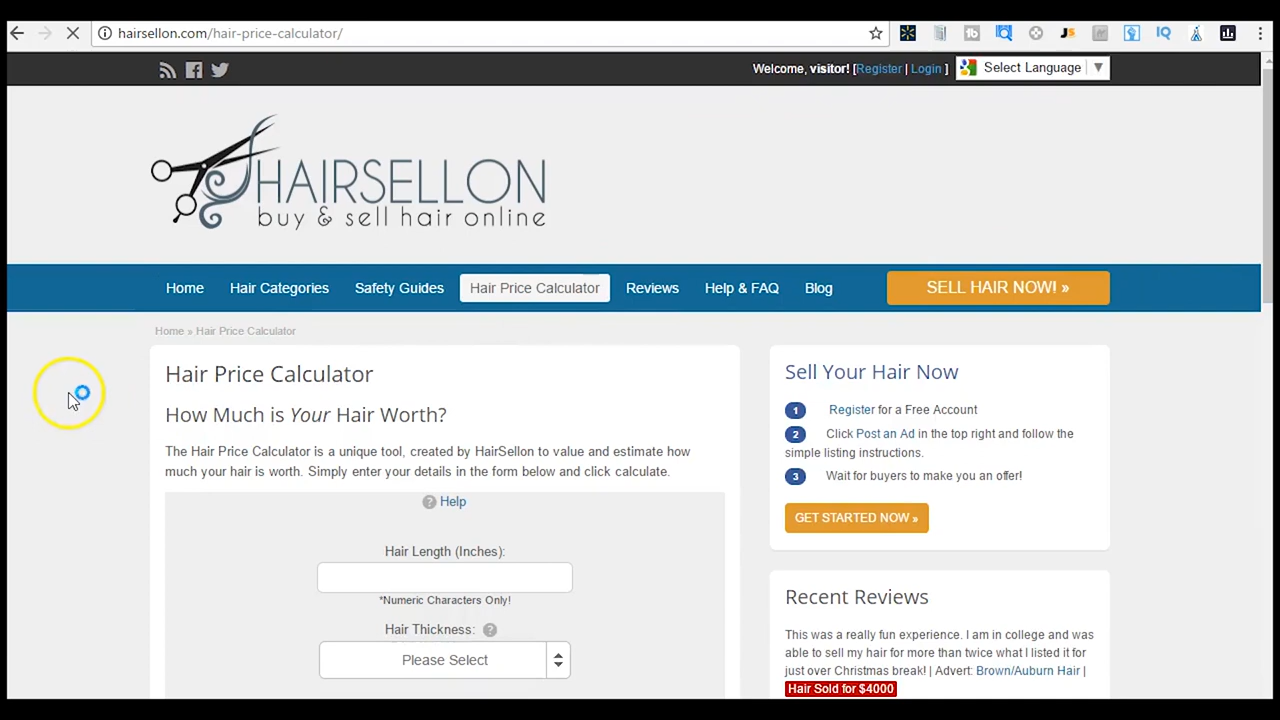 hairsellon.com/hair-price-calculator/
Welcome, visitor! [Register | Login ]
Select Language ▼
HAIRSELLON
buy & sell hair online
Home
Hair Categories
Safety Guides
Hair Price Calculator
Reviews
Help & FAQ
Blog
SELL HAIR NOW! »
Home » Hair Price Calculator
Hair Price Calculator
How Much is Your Hair Worth?
The Hair Price Calculator is a unique tool, created by HairSellon to value and estimate how
much your hair is worth. Simply enter your details in the form below and click calculate.
? Help
Hair Length (Inches):
*Numeric Characters Only!
Hair Thickness: ?
Please Select
Sell Your Hair Now
1 Register for a Free Account
2 Click Post an Ad in the top right and follow the
simple listing instructions.
3 Wait for buyers to make you an offer!
GET STARTED NOW »
Recent Reviews
This was a really fun experience. I am in college and was
able to sell my hair for more than twice what I listed it for
just over Christmas break! | Advert: Brown/Auburn Hair |
Hair Sold for $4000